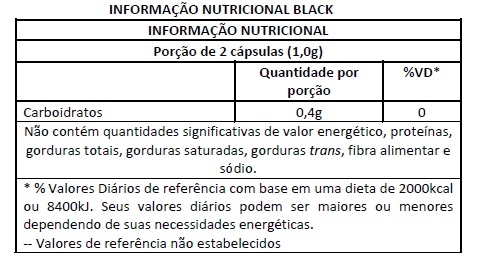 INFORMAÇÃO NUTRICIONAL BLACK
INFORMAÇÃO NUTRICIONAL
Porção de 2 cápsulas (1,0g)
Quantidade por porção %VD*
Carboidratos 0,4g 0
Não contém quantidades significativas de valor energético, proteínas,
gorduras totais, gorduras saturadas, gorduras trans, fibra alimentar e
sódio.
* % Valores Diários de referência com base em uma dieta de 2000kcal
ou 8400kJ. Seus valores diários podem ser maiores ou menores
dependendo de suas necessidades energéticas.
-- Valores de referência não estabelecidos